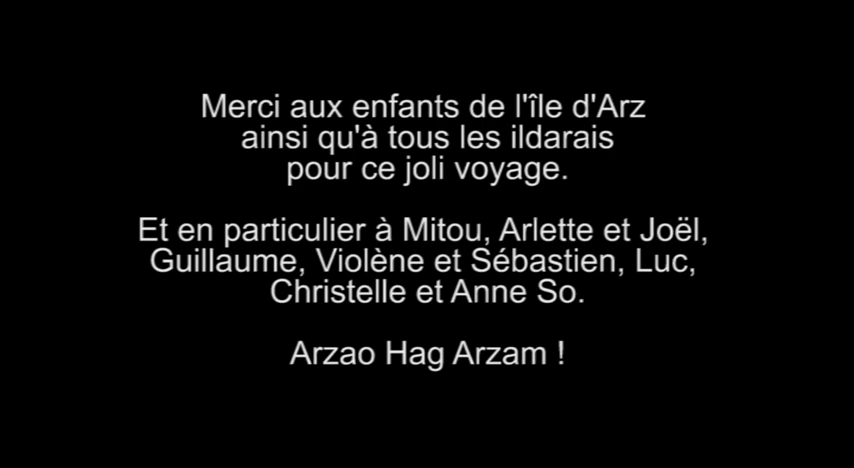 Merci aux enfants de l'île d'Arz
ainsi qu'à tous les ildarais
pour ce joli voyage.
Et en particulier à Mitou, Arlette et Joël,
Guillaume, Violène et Sébastien, Luc,
Christelle et Anne So.
Arzao Hag Arzam !